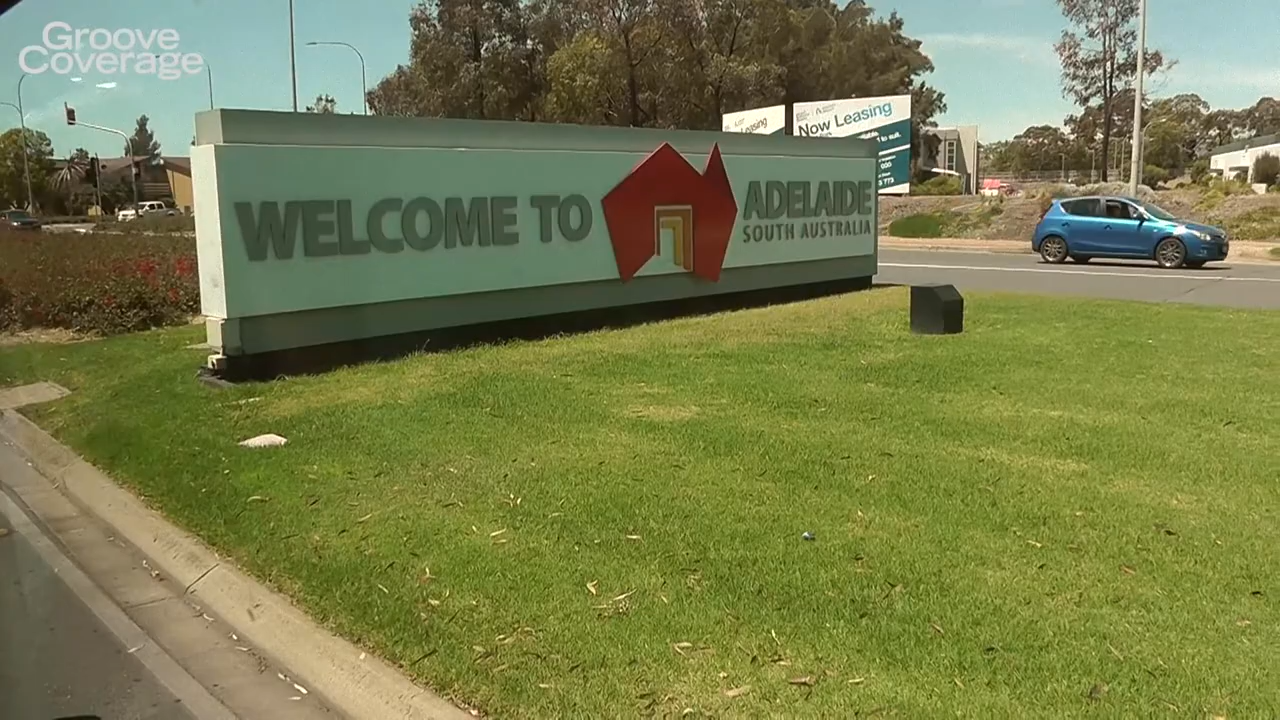 Groove
Coverage
WELCOME TO
ADELAIDE
SOUTH AUSTRALIA
Leasing
Now Leasing